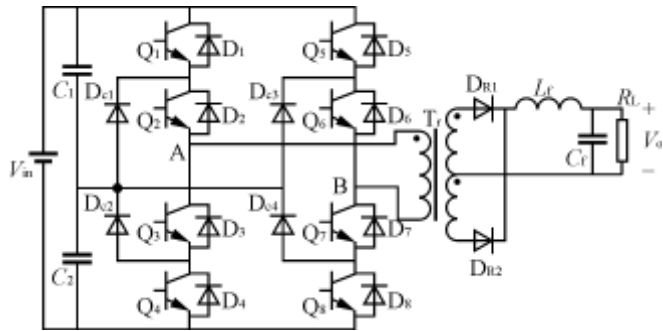 Q1 D1 Q5 D5
C1 Dc1 Dc3 DR1 Lf RL
Q2 D2 Q6 D6 Tr +
A Cf Vo
Vin B −
Dc2 Dc4
Q3 D3 Q7 D7 DR2
C2
Q4 D4 Q8 D8